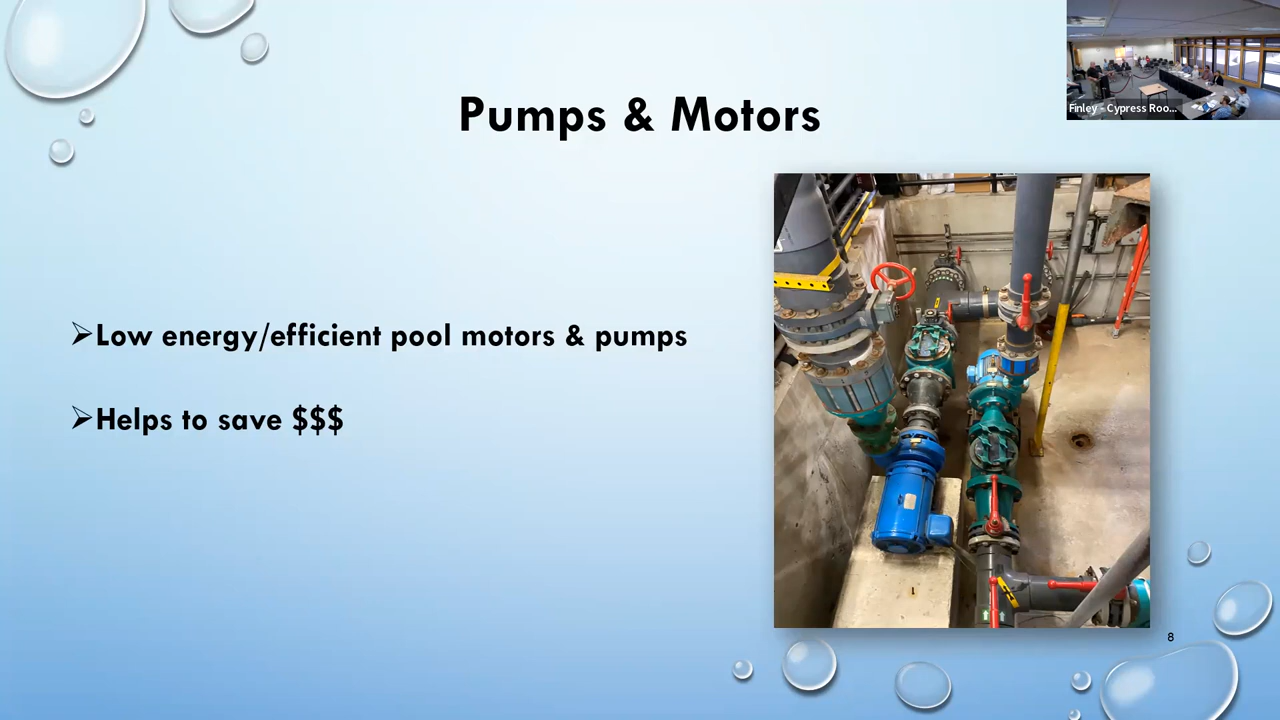 Pumps & Motors
Finley - Cypress Roo...
Low energy/efficient pool motors & pumps
Helps to save $$$
8